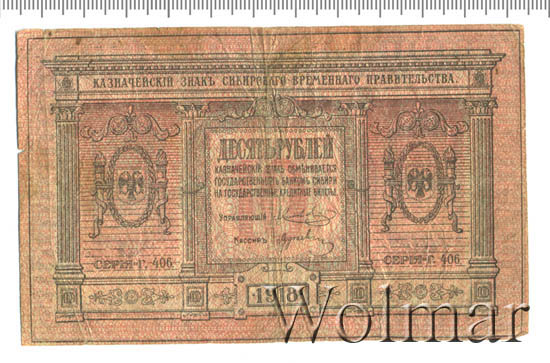 Wolmar
КАЗНАЧЕЙСКІЙ ЗНАКЪ СИБИРСКАГО ВРЕМЕННАГО ПРАВИТЕЛЬСТВА.
ДЕСЯТЬ РУБЛЕЙ
КАЗНАЧЕЙСКІЙ ЗНАКЪ ОБМѢНИВАЕТСЯ
ГОСУДАРСТВЕННЫМЪ БАНКОМЪ СИБИРИ
НА ГОСУДАРСТВЕННЫЕ КРЕДИТНЫЕ БИЛЕТЫ.
УПРАВЛЯЮЩІЙ
КАССИРЪ
СЕРІЯ-Г. 406.
СЕРІЯ-Г. 406.
1918
Wolmar